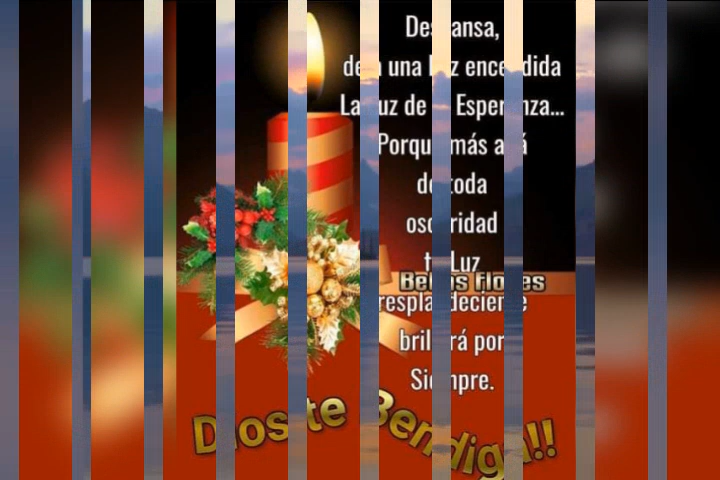 Descansa,
deja una luz encendida
La Luz de la Esperanza...
Porque más allá
de toda
oscuridad
tu Luz
Flores
resplandeciente
brillará por
Siempre.
Dios te Bendiga!!